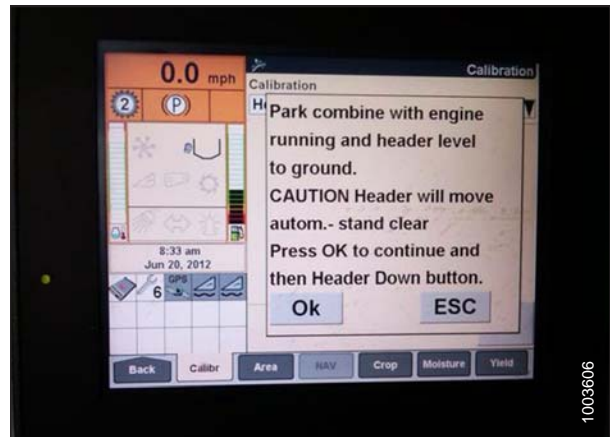 0.0 mph
Calibration
Calibration
2 P
He
Park combine with engine
running and header level
to ground.
CAUTION Header will move
autom.- stand clear
Press OK to continue and
then Header Down button.
Ok ESC
8:33 am
Jun 20, 2012
6 GPS
Back Calibr Area NAV Crop Moisture Yield
1003606